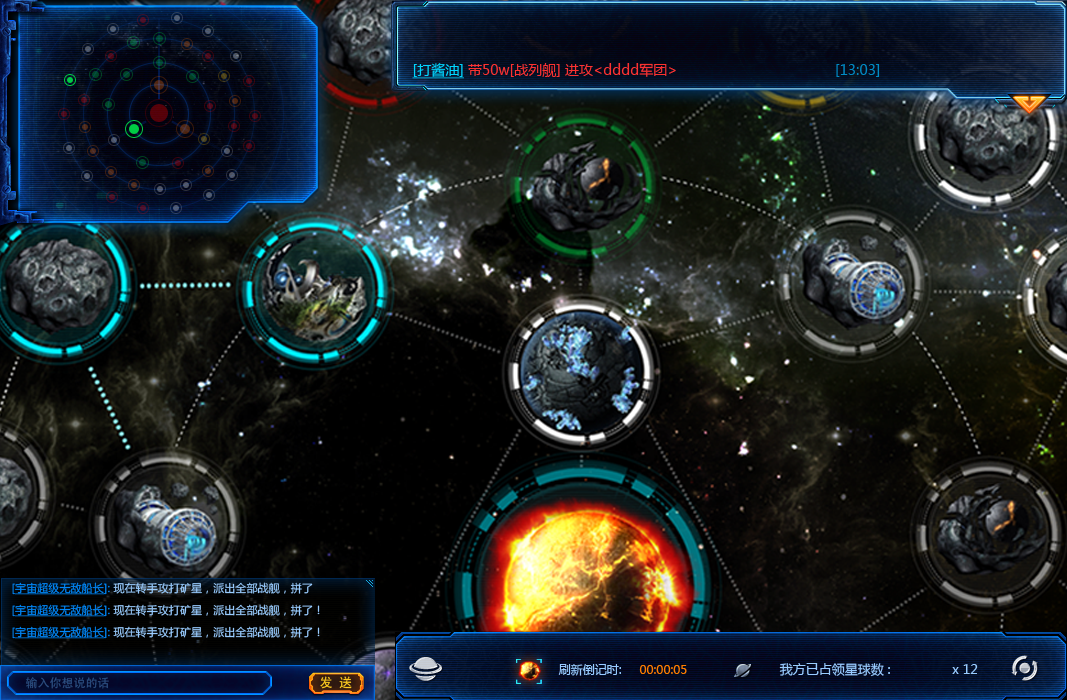 [打酱油] 带50w[战列舰] 进攻<dddd军团> [13:03]
[宇宙超级无敌船长]: 现在转手攻打矿星，派出全部战舰，拼了
[宇宙超级无敌船长]: 现在转手攻打矿星，派出全部战舰，拼了！
[宇宙超级无敌船长]: 现在转手攻打矿星，派出全部战舰，拼了！
输入你想说的话 发 送
刷新倒记时: 00:00:05 我方已占领星球数： x 12